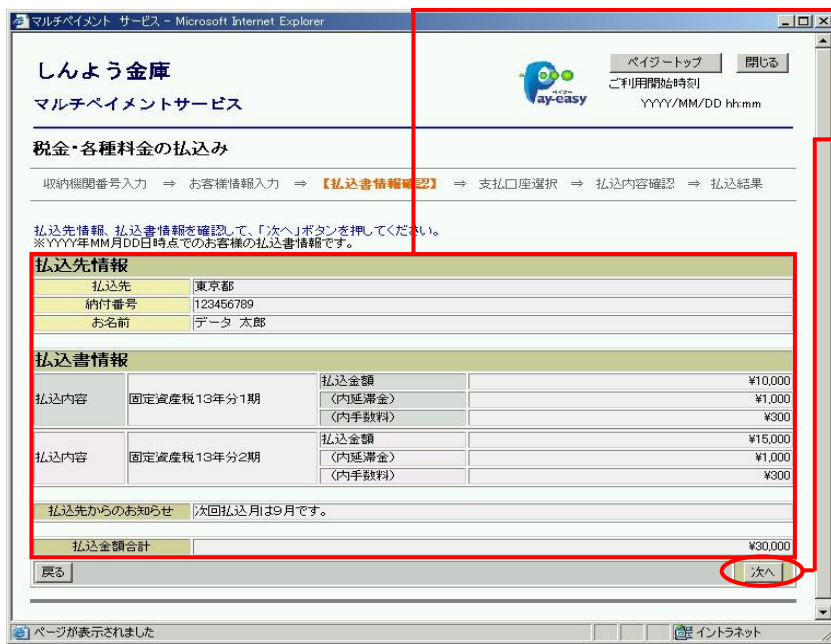 マルチペイメント サービス - Microsoft Internet Explorer
しんよう金庫
マルチペイメントサービス
ペイジー
Pay-easy
ペイジートップ
閉じる
ご利用開始時刻
YYYY/MM/DD hh:mm
税金・各種料金の払込み
収納機関番号入力 ⇒ お客様情報入力 ⇒ 【払込書情報確認】 ⇒ 支払口座選択 ⇒ 払込内容確認 ⇒ 払込結果
払込先情報、払込書情報を確認して、「次へ」ボタンを押してください。
※YYYY年MM月DD日時点でのお客様の払込書情報です。
払込先情報
払込先 東京都
納付番号 123456789
お名前 データ 太郎
払込書情報
払込内容 固定資産税13年分1期 払込金額 ¥10,000
(内延滞金) ¥1,000
(内手数料) ¥300
払込内容 固定資産税13年分2期 払込金額 ¥15,000
(内延滞金) ¥1,000
(内手数料) ¥300
払込先からのお知らせ 次回払込月は9月です。
払込金額合計 ¥30,000
戻る 次へ
ページが表示されました イントラネット